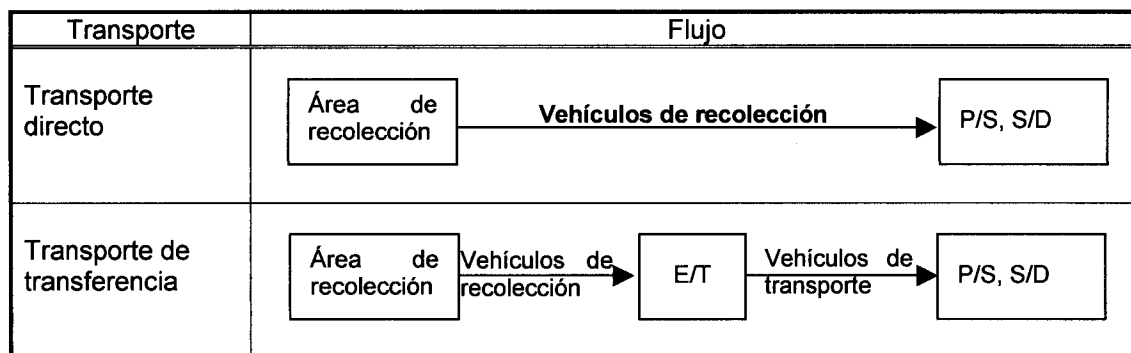 Transporte Flujo
Transporte
directo
Área de
recolección
Vehículos de recolección
P/S, S/D
Transporte de
transferencia
Área de
recolección
Vehículos de
recolección
E/T
Vehículos de
transporte
P/S, S/D